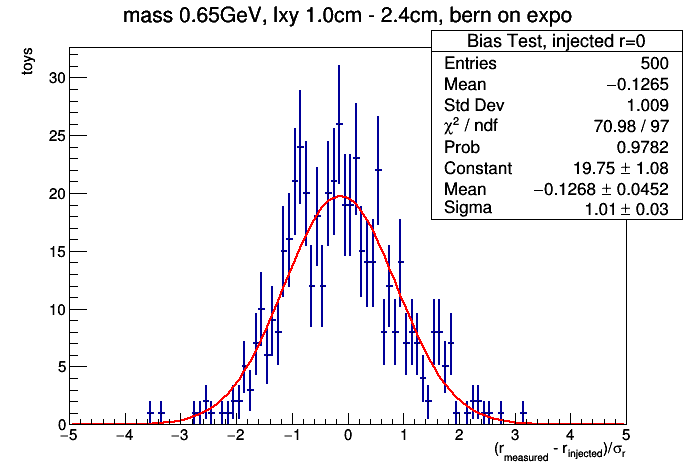 mass 0.65GeV, lxy 1.0cm - 2.4cm, bern on expo
toys
Bias Test, injected r=0
Entries 500
Mean −0.1265
Std Dev 1.009
χ² / ndf 70.98 / 97
Prob 0.9782
Constant 19.75 ± 1.08
Mean −0.1268 ± 0.0452
Sigma 1.01 ± 0.03
30
25
20
15
10
5
0
−5 −4 −3 −2 −1 0 1 2 3 4 5
(r_measured - r_injected)/σ_r